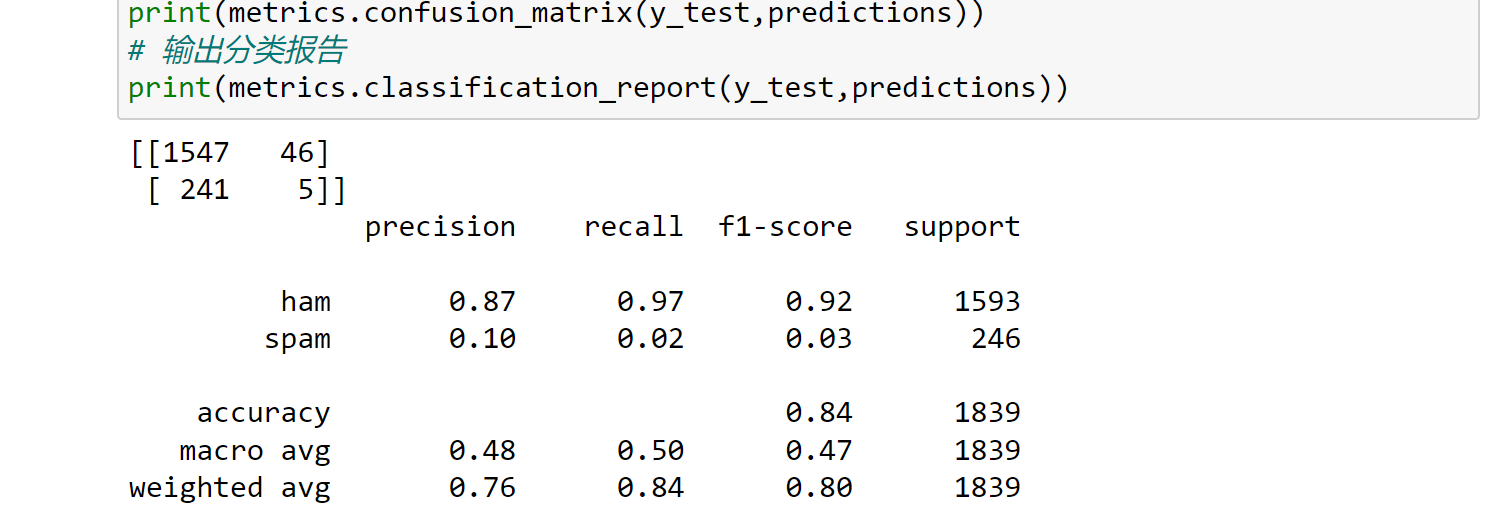 print(metrics.confusion_matrix(y_test,predictions))
# 输出分类报告
print(metrics.classification_report(y_test,predictions))
[[1547   46]
 [ 241    5]]
              precision    recall  f1-score   support

         ham       0.87      0.97      0.92      1593
        spam       0.10      0.02      0.03       246

    accuracy                           0.84      1839
   macro avg       0.48      0.50      0.47      1839
weighted avg       0.76      0.84      0.80      1839